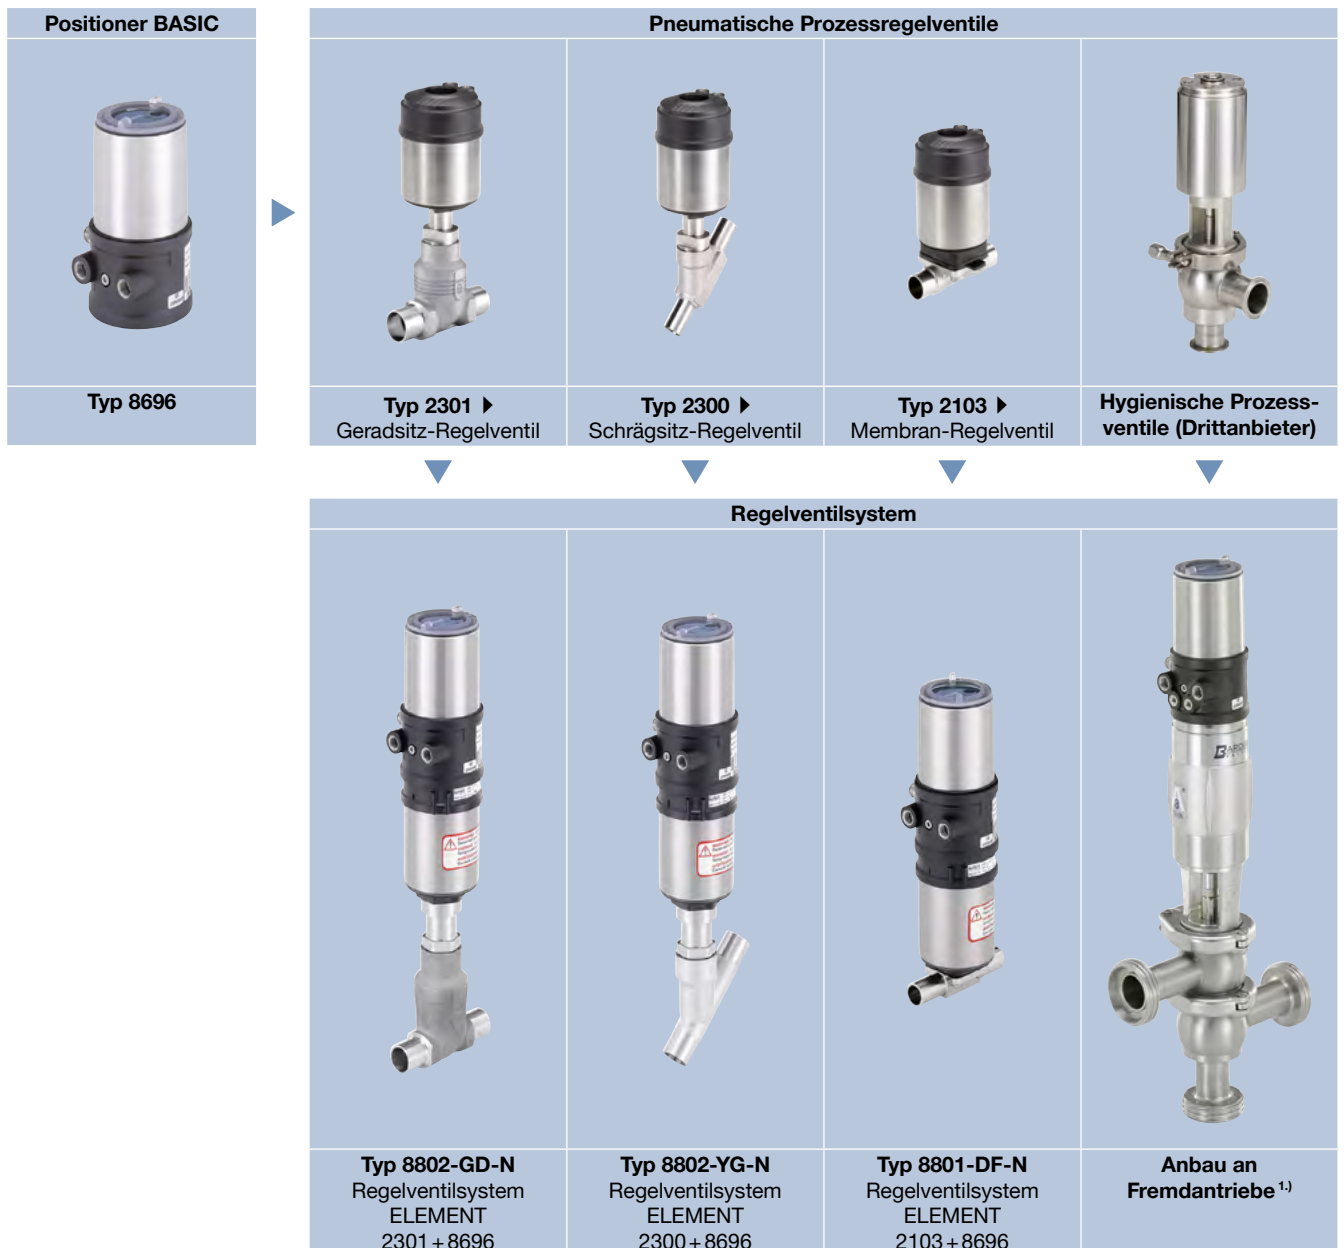 Positioner BASIC
Pneumatische Prozessregelventile
Typ 8696
Typ 2301
Geradsitz-Regelventil
Typ 2300
Schrägsitz-Regelventil
Typ 2103
Membran-Regelventil
Hygienische Prozess-
ventile (Drittanbieter)
Regelventilsystem
Typ 8802-GD-N
Regelventilsystem
ELEMENT
2301 + 8696
Typ 8802-YG-N
Regelventilsystem
ELEMENT
2300 + 8696
Typ 8801-DF-N
Regelventilsystem
ELEMENT
2103 + 8696
Anbau an
Fremdantriebe 1.)